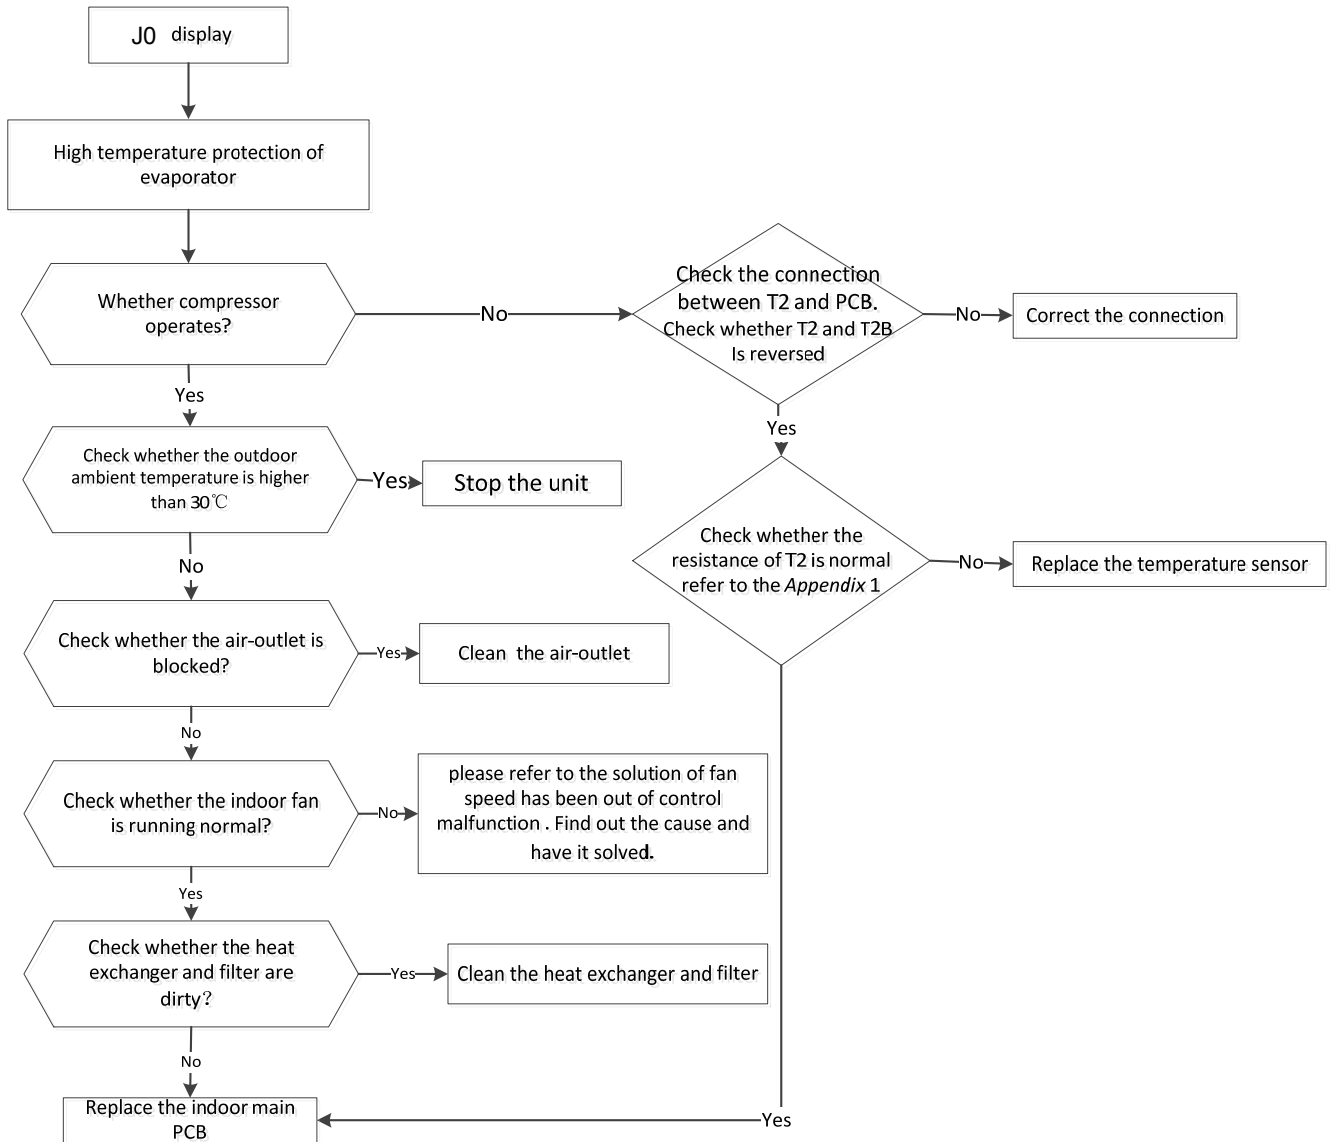 J0 display
High temperature protection of
evaporator
Whether compressor
operates?
No
Check the connection
between T2 and PCB.
Check whether T2 and T2B
Is reversed
No
Correct the connection
Yes
Yes
Check whether the outdoor
ambient temperature is higher
than 30℃
Yes
Stop the unit
Check whether the
resistance of T2 is normal
refer to the Appendix 1
No
Replace the temperature sensor
No
Check whether the air-outlet is
blocked?
Yes
Clean the air-outlet
No
Check whether the indoor fan
is running normal?
No
please refer to the solution of fan
speed has been out of control
malfunction . Find out the cause and
have it solved.
Yes
Check whether the heat
exchanger and filter are
dirty?
Yes
Clean the heat exchanger and filter
No
Replace the indoor main
PCB
Yes